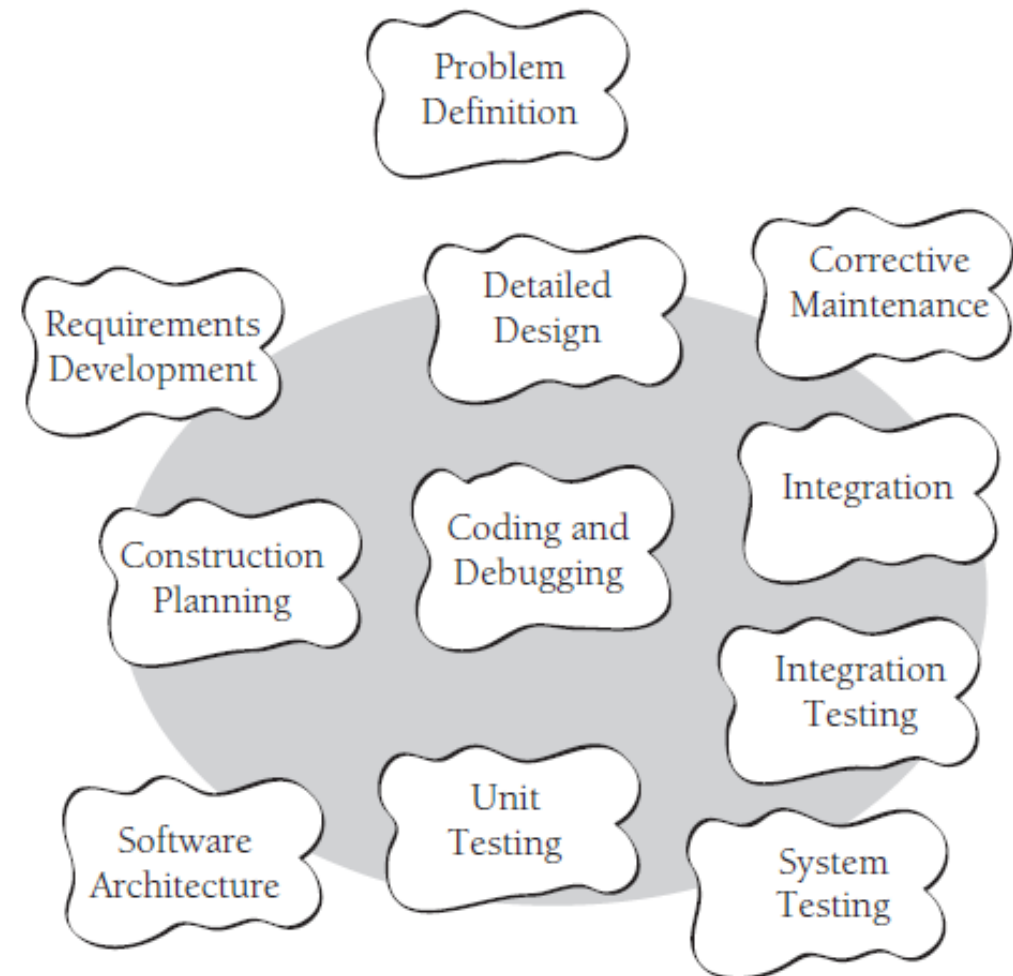 Problem
Definition
Detailed
Design
Corrective
Maintenance
Requirements
Development
Integration
Coding and
Debugging
Construction
Planning
Integration
Testing
Unit
Testing
Software
Architecture
System
Testing